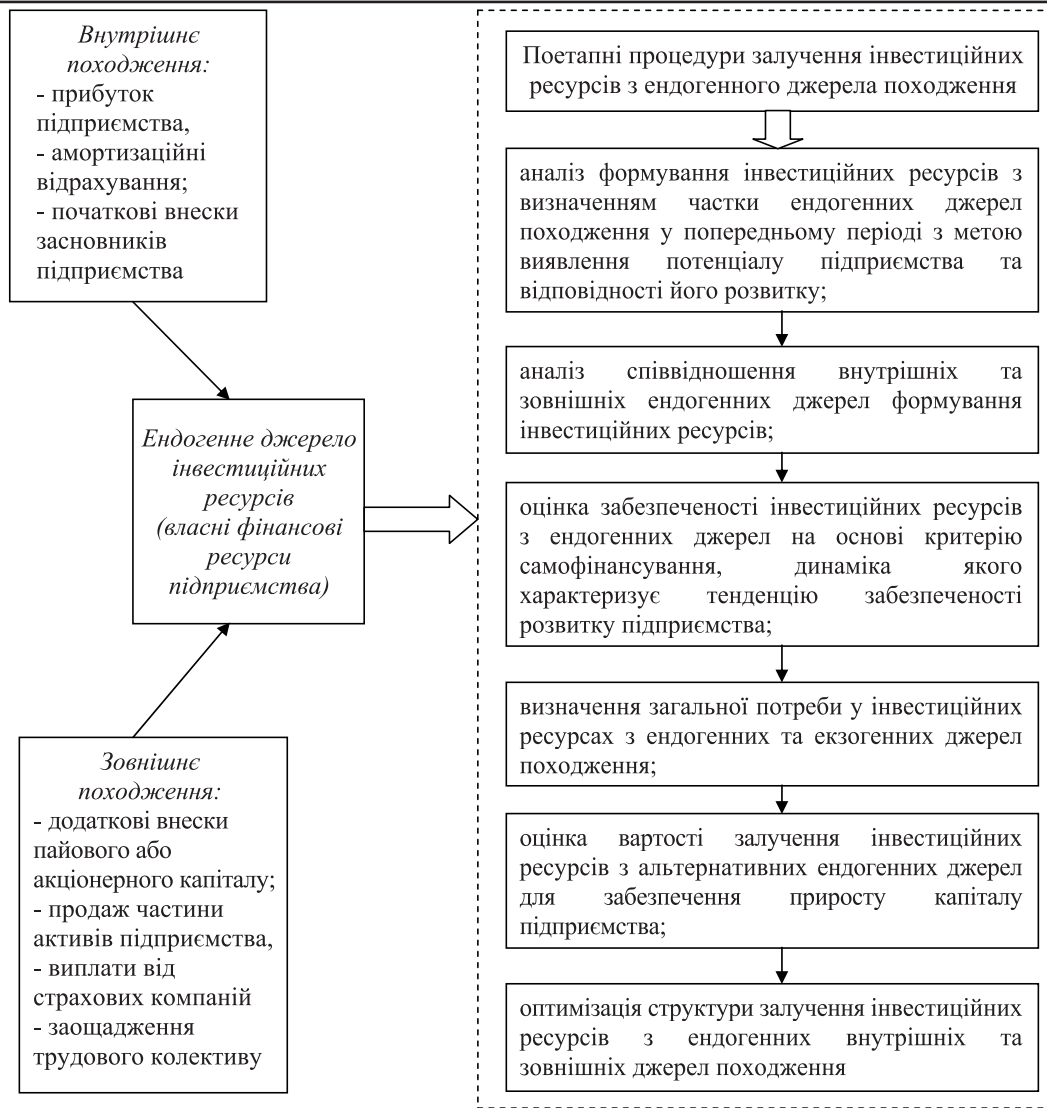 Внутрішнє
походження:
- прибуток
підприємства,
- амортизаційні
відрахування;
- початкові внески
засновників
підприємства
Ендогенне джерело
інвестиційних
ресурсів
(власні фінансові
ресурси
підприємства)
Зовнішнє
походження:
- додаткові внески
пайового або
акціонерного капіталу;
- продаж частини
активів підприємства,
- виплати від
страхових компаній
- заощадження
трудового колективу
Поетапні процедури залучення інвестиційних
ресурсів з ендогенного джерела походження
аналіз формування інвестиційних ресурсів з
визначенням частки ендогенних джерел
походження у попередньому періоді з метою
виявлення потенціалу підприємства та
відповідності його розвитку;
аналіз співвідношення внутрішніх та
зовнішніх ендогенних джерел формування
інвестиційних ресурсів;
оцінка забезпеченості інвестиційних ресурсів
з ендогенних джерел на основі критерію
самофінансування, динаміка якого
характеризує тенденцію забезпеченості
розвитку підприємства;
визначення загальної потреби у інвестиційних
ресурсах з ендогенних та екзогенних джерел
походження;
оцінка вартості залучення інвестиційних
ресурсів з альтернативних ендогенних джерел
для забезпечення приросту капіталу
підприємства;
оптимізація структури залучення інвестиційних
ресурсів з ендогенних внутрішніх та
зовнішніх джерел походження